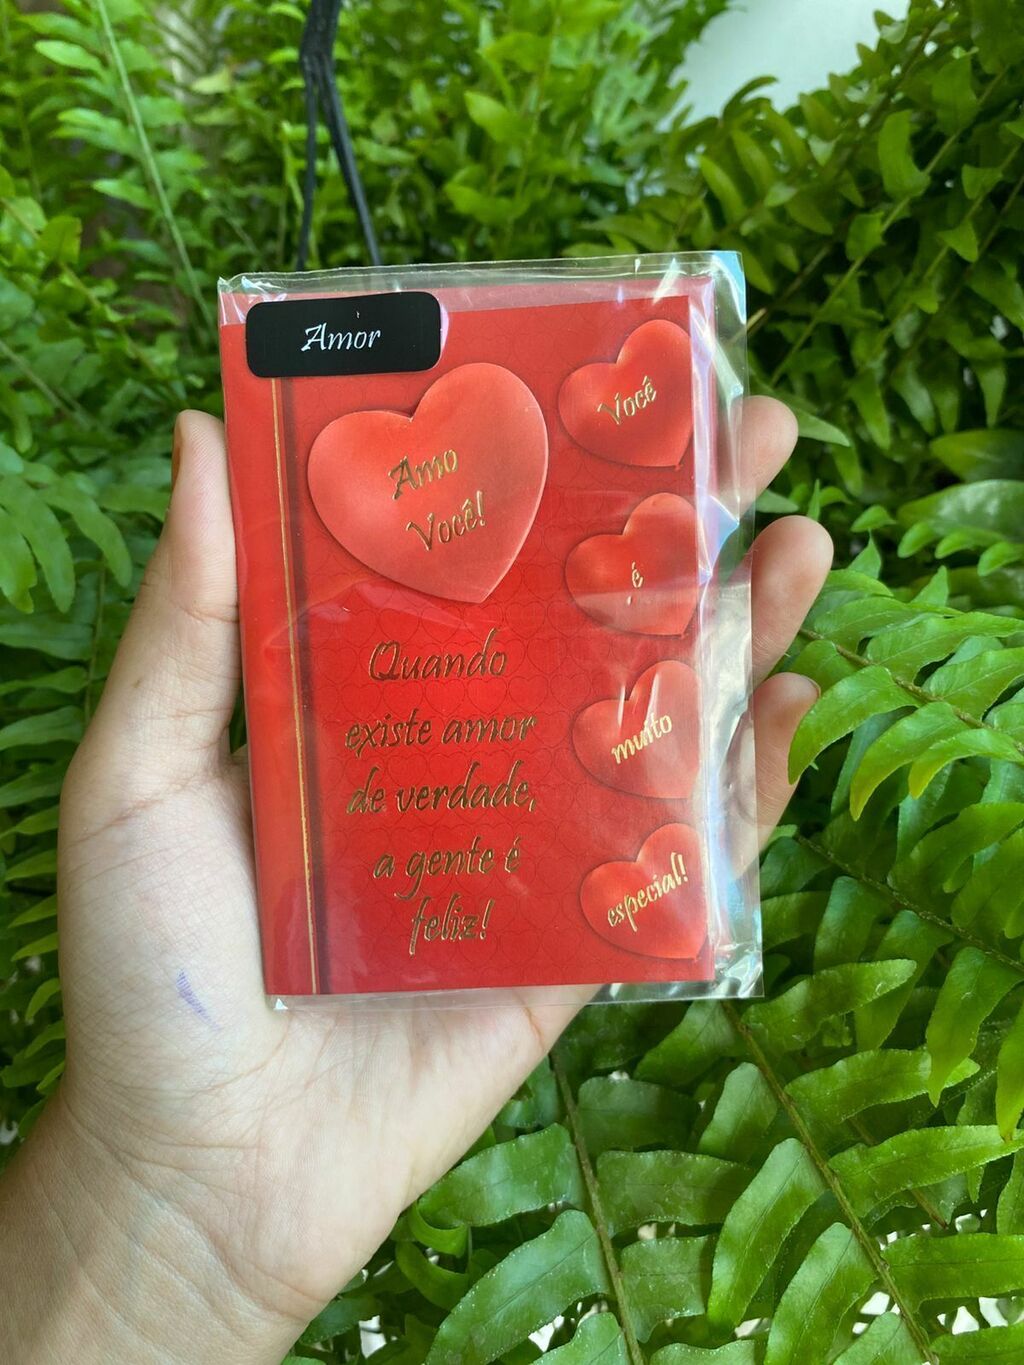 Amor
Amo
Você!
Quando
existe amor
de verdade,
a gente é
feliz!
Você
é
muito
especial!